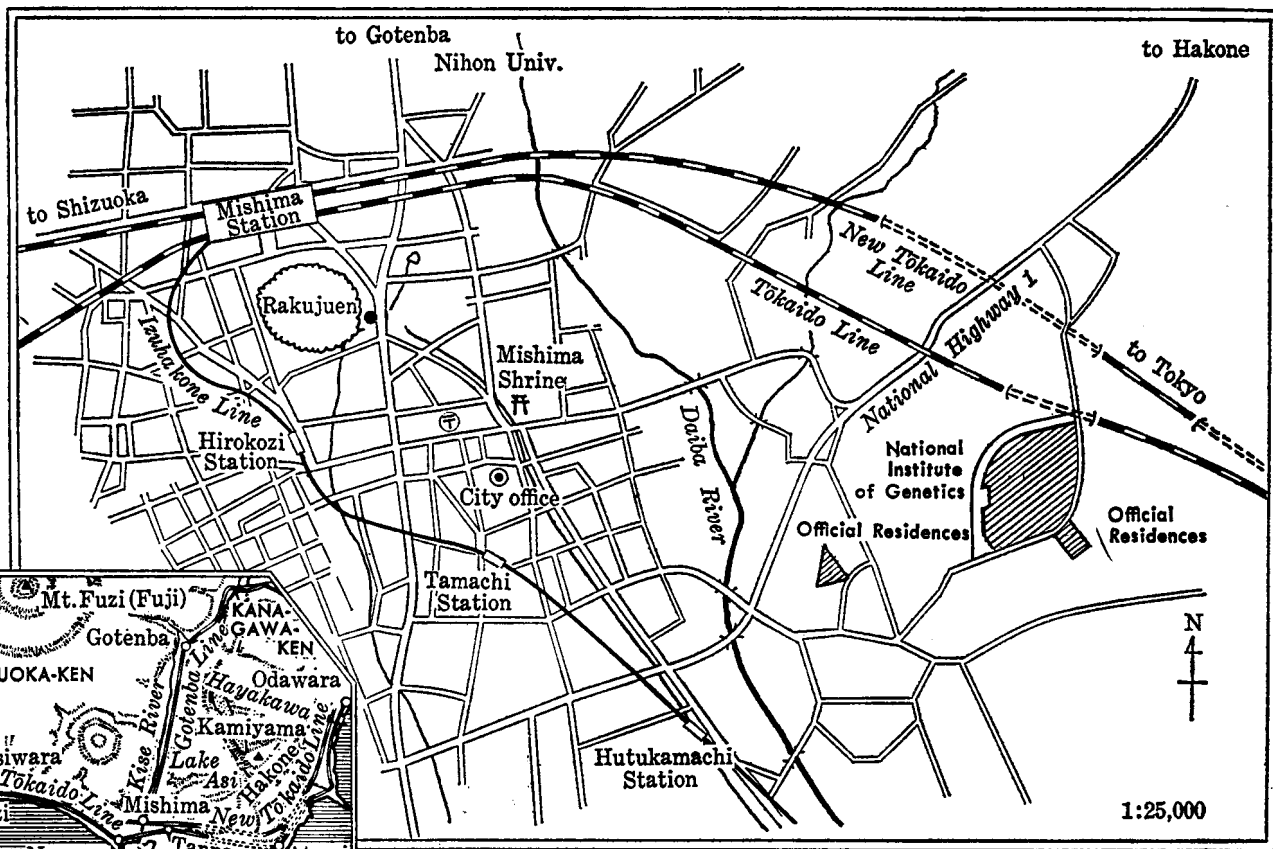 to Gotenba
Nihon Univ.
to Hakone
to Shizuoka
Mishima
Station
New Tōkaido
Line
Rakujuen
Tōkaido Line
National Highway 1
to Tokyo
Izuhakone Line
Mishima
Shrine
〒
Hirokozi
Station
City office
Daiba River
National
Institute
of Genetics
Official Residences
Official
Residences
Tamachi
Station
N
Hutukamachi
Station
1:25,000
Mt. Fuzi (Fuji)
KANA-
GAWA-
KEN
Gotenba
UOKA-KEN
Gotenba Line
Hayakawa
Odawara
Kise River
Kamiyama
Lake
Asi
Hakone
siwara
Tōkaido Line
Mishima
New Tōkaido Line